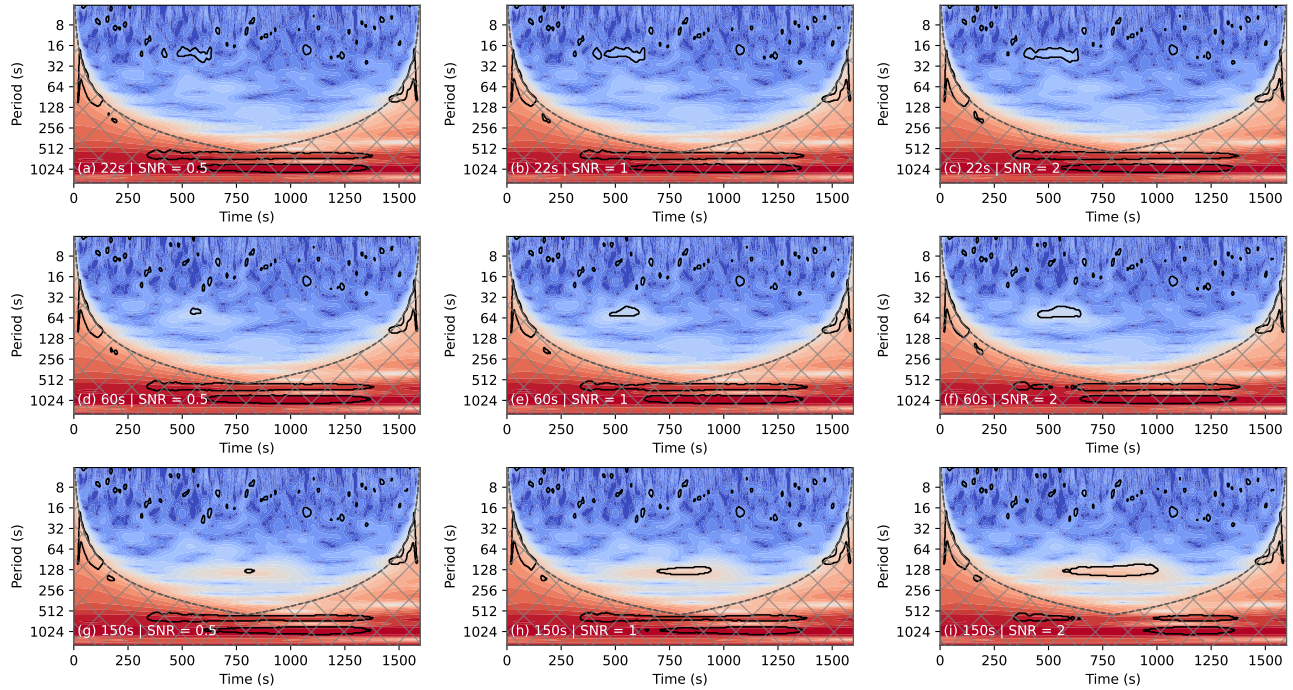 8
16
32
64
128
256
512
1024
Period (s)
(a) 22s | SNR = 0.5
0 250 500 750 1000 1250 1500
Time (s)
8
16
32
64
128
256
512
1024
Period (s)
(b) 22s | SNR = 1
0 250 500 750 1000 1250 1500
Time (s)
8
16
32
64
128
256
512
1024
Period (s)
(c) 22s | SNR = 2
0 250 500 750 1000 1250 1500
Time (s)
8
16
32
64
128
256
512
1024
Period (s)
(d) 60s | SNR = 0.5
0 250 500 750 1000 1250 1500
Time (s)
8
16
32
64
128
256
512
1024
Period (s)
(e) 60s | SNR = 1
0 250 500 750 1000 1250 1500
Time (s)
8
16
32
64
128
256
512
1024
Period (s)
(f) 60s | SNR = 2
0 250 500 750 1000 1250 1500
Time (s)
8
16
32
64
128
256
512
1024
Period (s)
(g) 150s | SNR = 0.5
0 250 500 750 1000 1250 1500
Time (s)
8
16
32
64
128
256
512
1024
Period (s)
(h) 150s | SNR = 1
0 250 500 750 1000 1250 1500
Time (s)
8
16
32
64
128
256
512
1024
Period (s)
(i) 150s | SNR = 2
0 250 500 750 1000 1250 1500
Time (s)